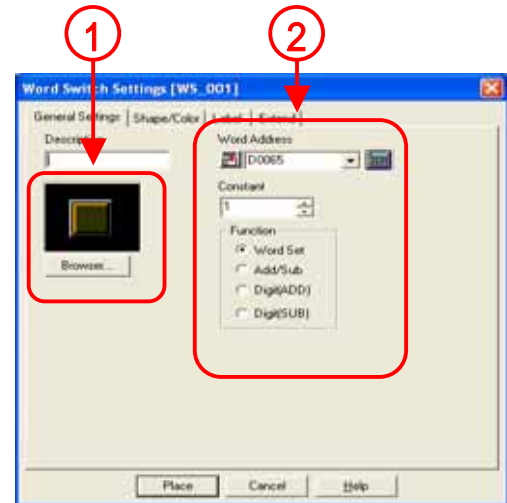 1
2
Word Switch Settings [WS_001]
General Settings Shape/Color Label Extend
Description
Word Address
D0065
Constant
1
Function
Word Set
Add/Sub
Digit(ADD)
Digit(SUB)
Browser...
Place Cancel Help